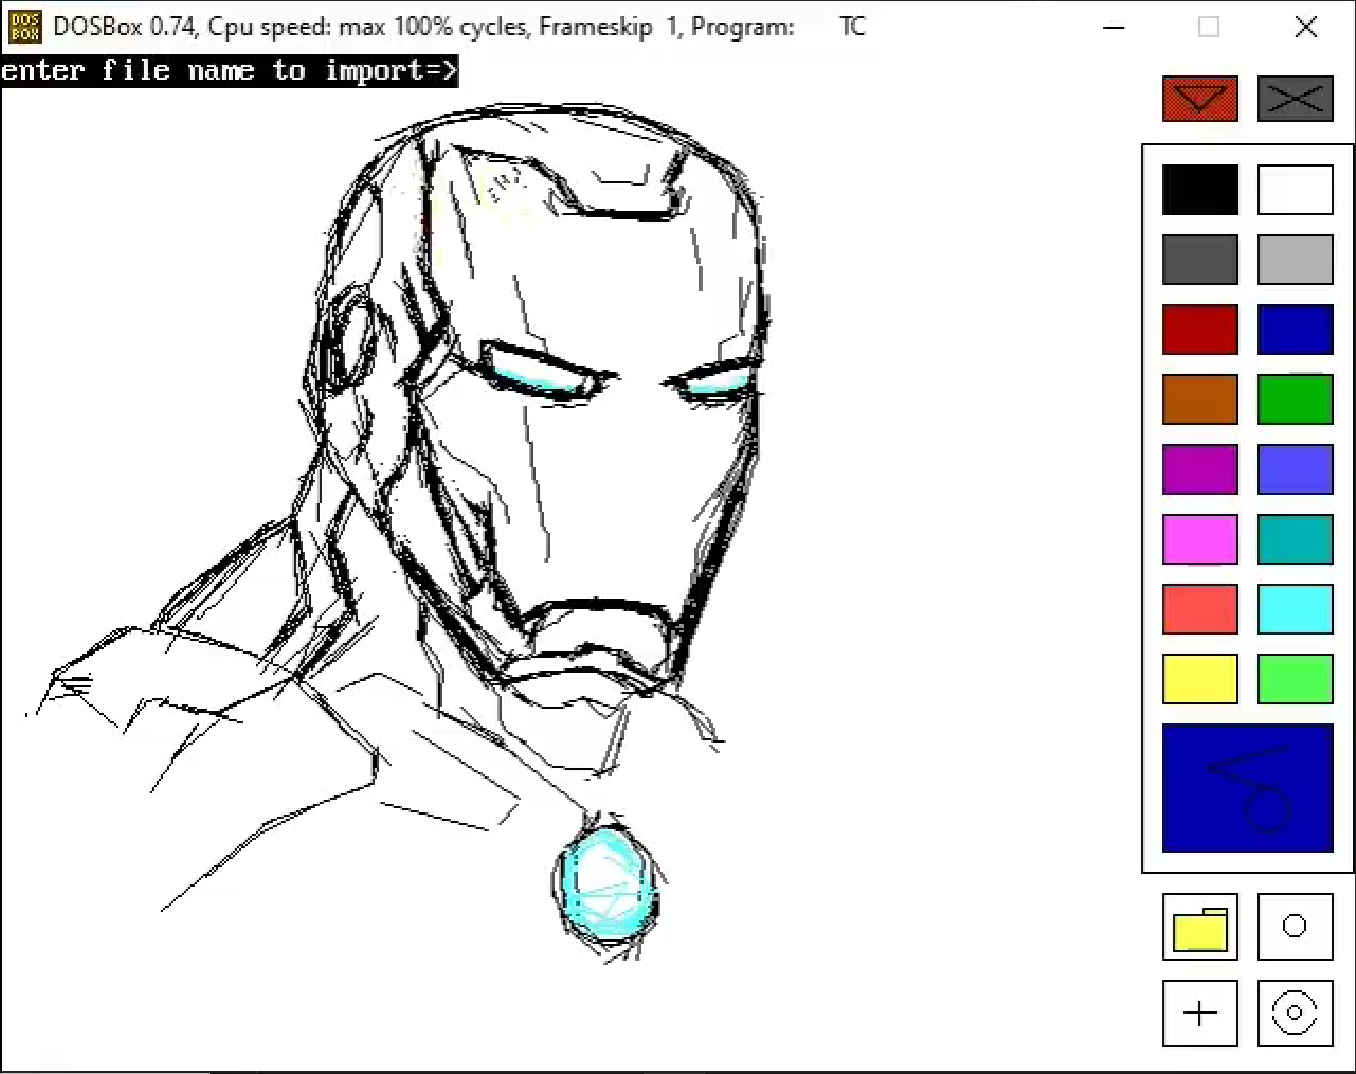 DOS
BOX
DOSBox 0.74, Cpu speed: max 100% cycles, Frameskip  1, Program:       TC
enter file name to import=>